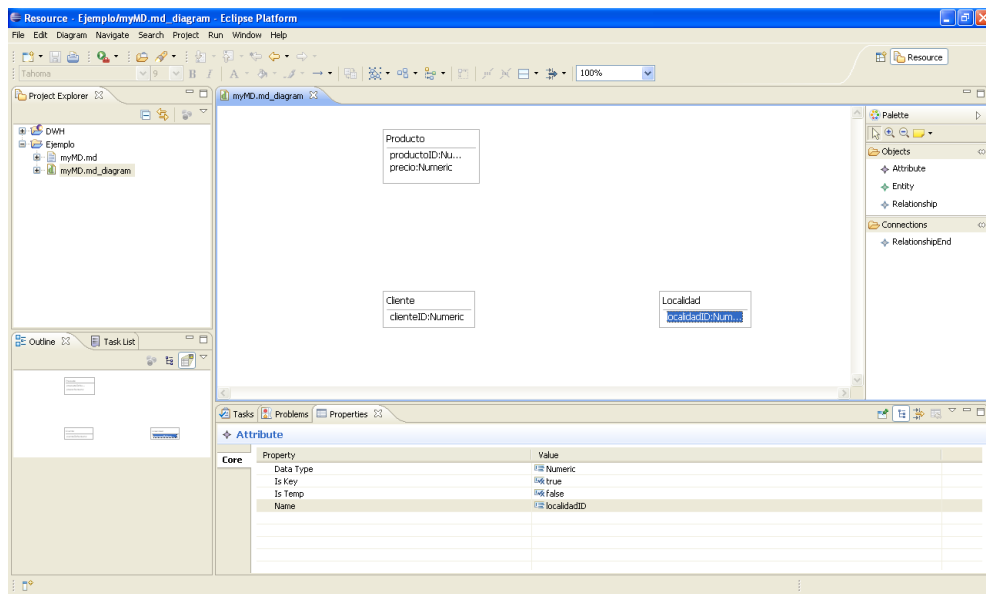 Resource - Ejemplo/myMD.md_diagram - Eclipse Platform
File Edit Diagram Navigate Search Project Run Window Help
Tahoma 9 B I A 100%
Resource
Project Explorer
DWH
Ejemplo
myMD.md
myMD.md_diagram
myMD.md_diagram
Producto
productoID:Nu...
precio:Numeric
Cliente
clienteID:Numeric
Localidad
localidadID:Num...
Palette
Objects
Attribute
Entity
Relationship
Connections
RelationshipEnd
Outline Task List
Tasks Problems Properties
Attribute
Core
Property Value
Data Type Numeric
Is Key true
Is Temp false
Name localidadID